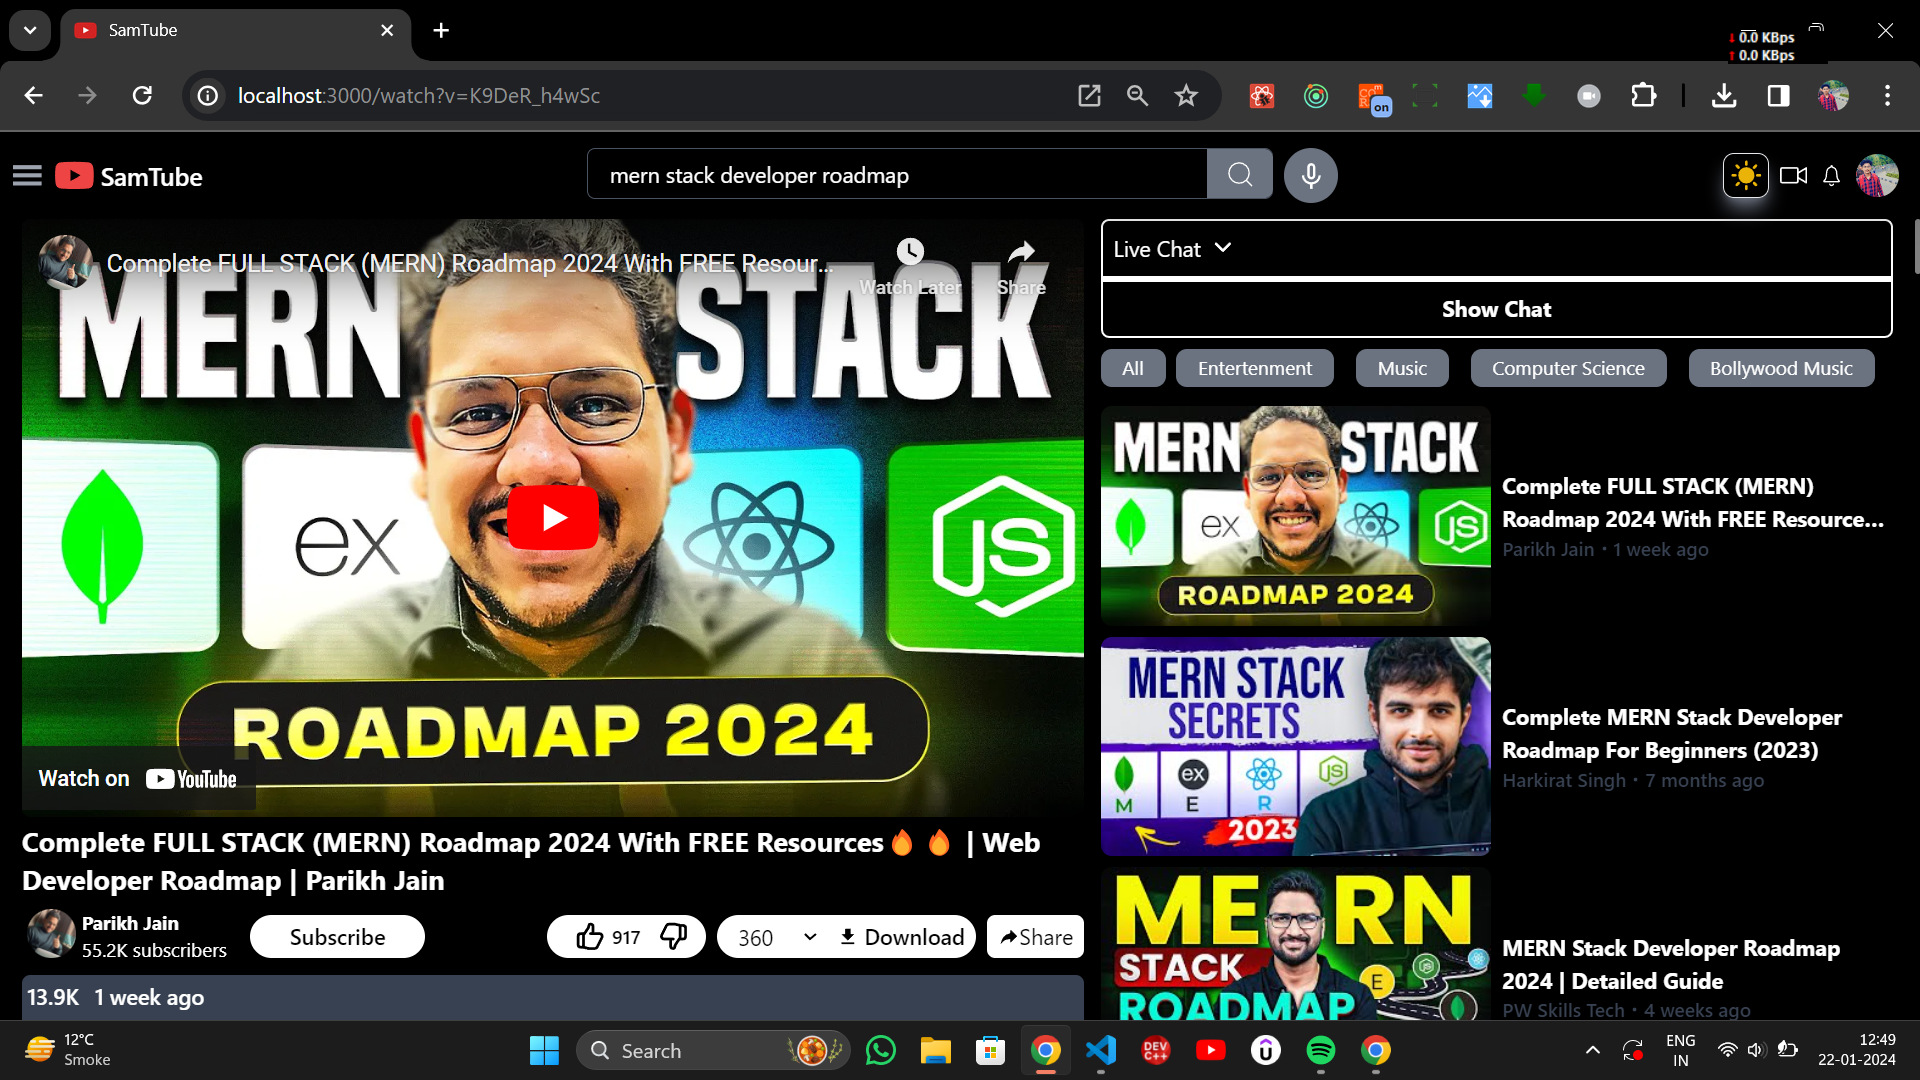 SamTube
0.0 KBps
0.0 KBps
localhost:3000/watch?v=K9DeR_h4wSc
on
SamTube
mern stack developer roadmap
Complete FULL STACK (MERN) Roadmap 2024 With FREE Resour...
Watch Later
Share
MERN STACK
ex
JS
ROADMAP 2024
Watch on YouTube
Complete FULL STACK (MERN) Roadmap 2024 With FREE Resources🔥 🔥 | Web
Developer Roadmap | Parikh Jain
Parikh Jain
55.2K subscribers
Subscribe
917
360
Download
Share
13.9K 1 week ago
Live Chat
Show Chat
All
Entertenment
Music
Computer Science
Bollywood Music
MERN STACK
ex
JS
ROADMAP 2024
Complete FULL STACK (MERN)
Roadmap 2024 With FREE Resource...
Parikh Jain • 1 week ago
MERN STACK
SECRETS
ex
JS
M
E
R
2023
Complete MERN Stack Developer
Roadmap For Beginners (2023)
Harkirat Singh • 7 months ago
MERN
STACK
ROADMAP
E
MERN Stack Developer Roadmap
2024 | Detailed Guide
PW Skills Tech • 4 weeks ago
12°C
Smoke
Search
DEV
C++
ENG
IN
12:49
22-01-2024